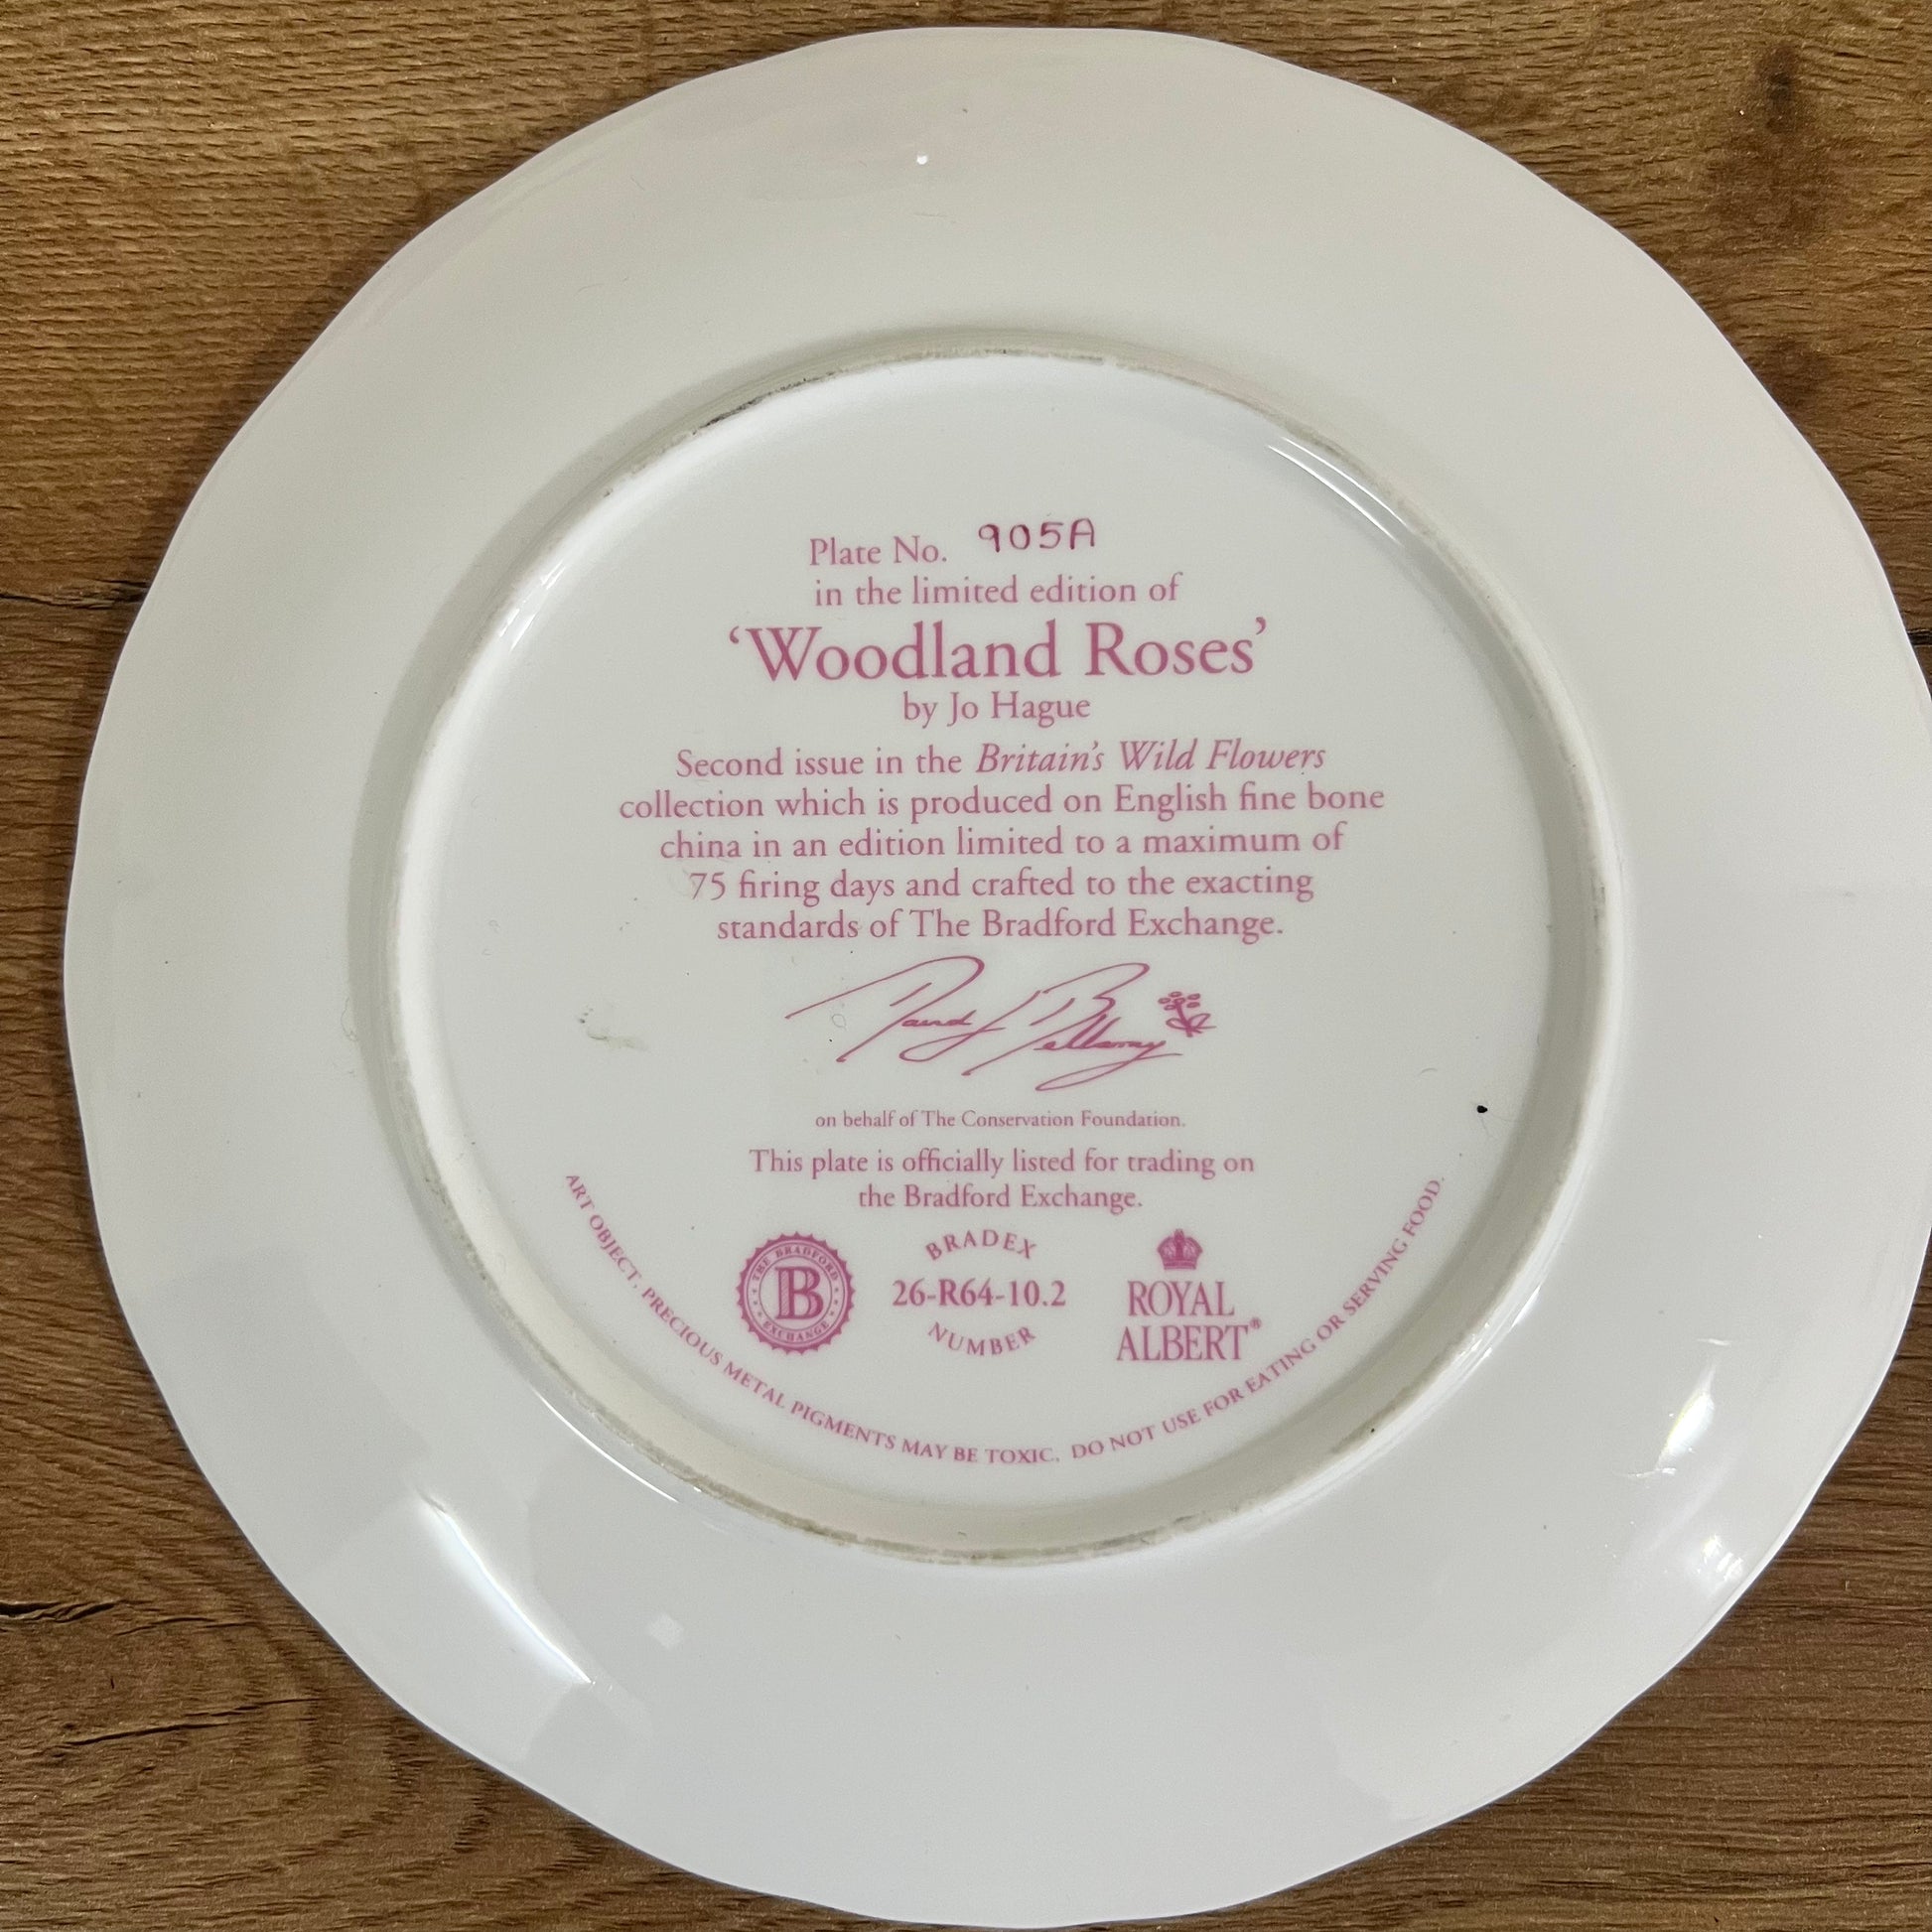 Plate No. 905A
in the limited edition of
‘Woodland Roses’
by Jo Hague
Second issue in the Britain's Wild Flowers
collection which is produced on English fine bone
china in an edition limited to a maximum of
75 firing days and crafted to the exacting
standards of The Bradford Exchange.
David J Bellamy
on behalf of The Conservation Foundation.
This plate is officially listed for trading on
the Bradford Exchange.
THE BRADFORD
B
EXCHANGE
BRADEX
26-R64-10.2
NUMBER
ROYAL
ALBERT®
ART OBJECT. PRECIOUS METAL PIGMENTS MAY BE TOXIC. DO NOT USE FOR EATING OR SERVING FOOD.